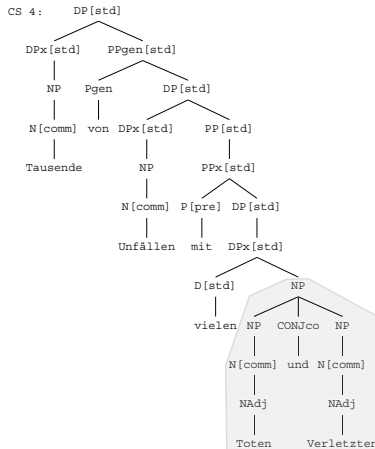 CS 4: DP[std]
DPx[std] PPgen[std]
NP Pgen DP[std]
N[comm] von DPx[std] PP[std]
Tausende NP PPx[std]
N[comm] P[pre] DP[std]
Unfällen mit DPx[std]
D[std] NP
vielen NP CONJco NP
N[comm] und N[comm]
NAdj NAdj
Toten Verletzten